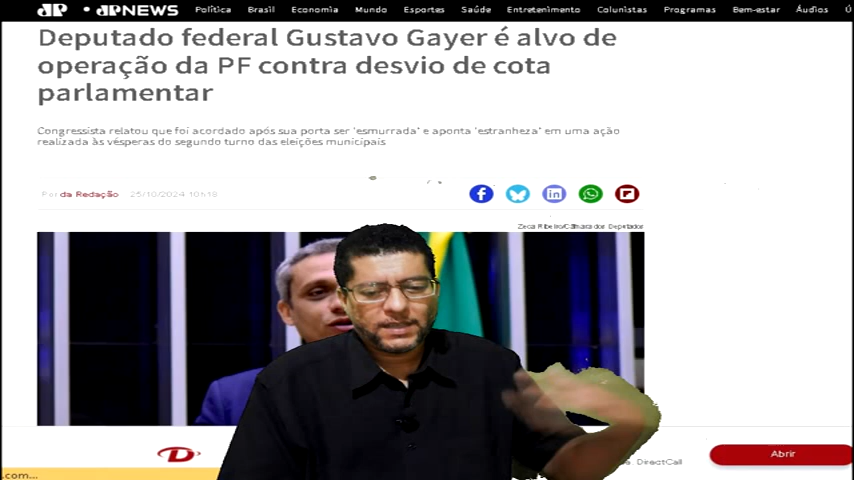 JP JPNEWS Política Brasil Economia Mundo Esportes Saúde Entretenimento Colunistas Programas Bem-estar Áudios
Deputado federal Gustavo Gayer é alvo de
operação da PF contra desvio de cota
parlamentar
Congressista relatou que foi acordado após sua porta ser 'esmurrada' e aponta 'estranheza' em uma ação
realizada às vésperas do segundo turno das eleições municipais
Por da Redação 25/10/2024 10h19
Zeca Ribeiro/Câmara dos Deputados
DirectCall
Abrir
.com...